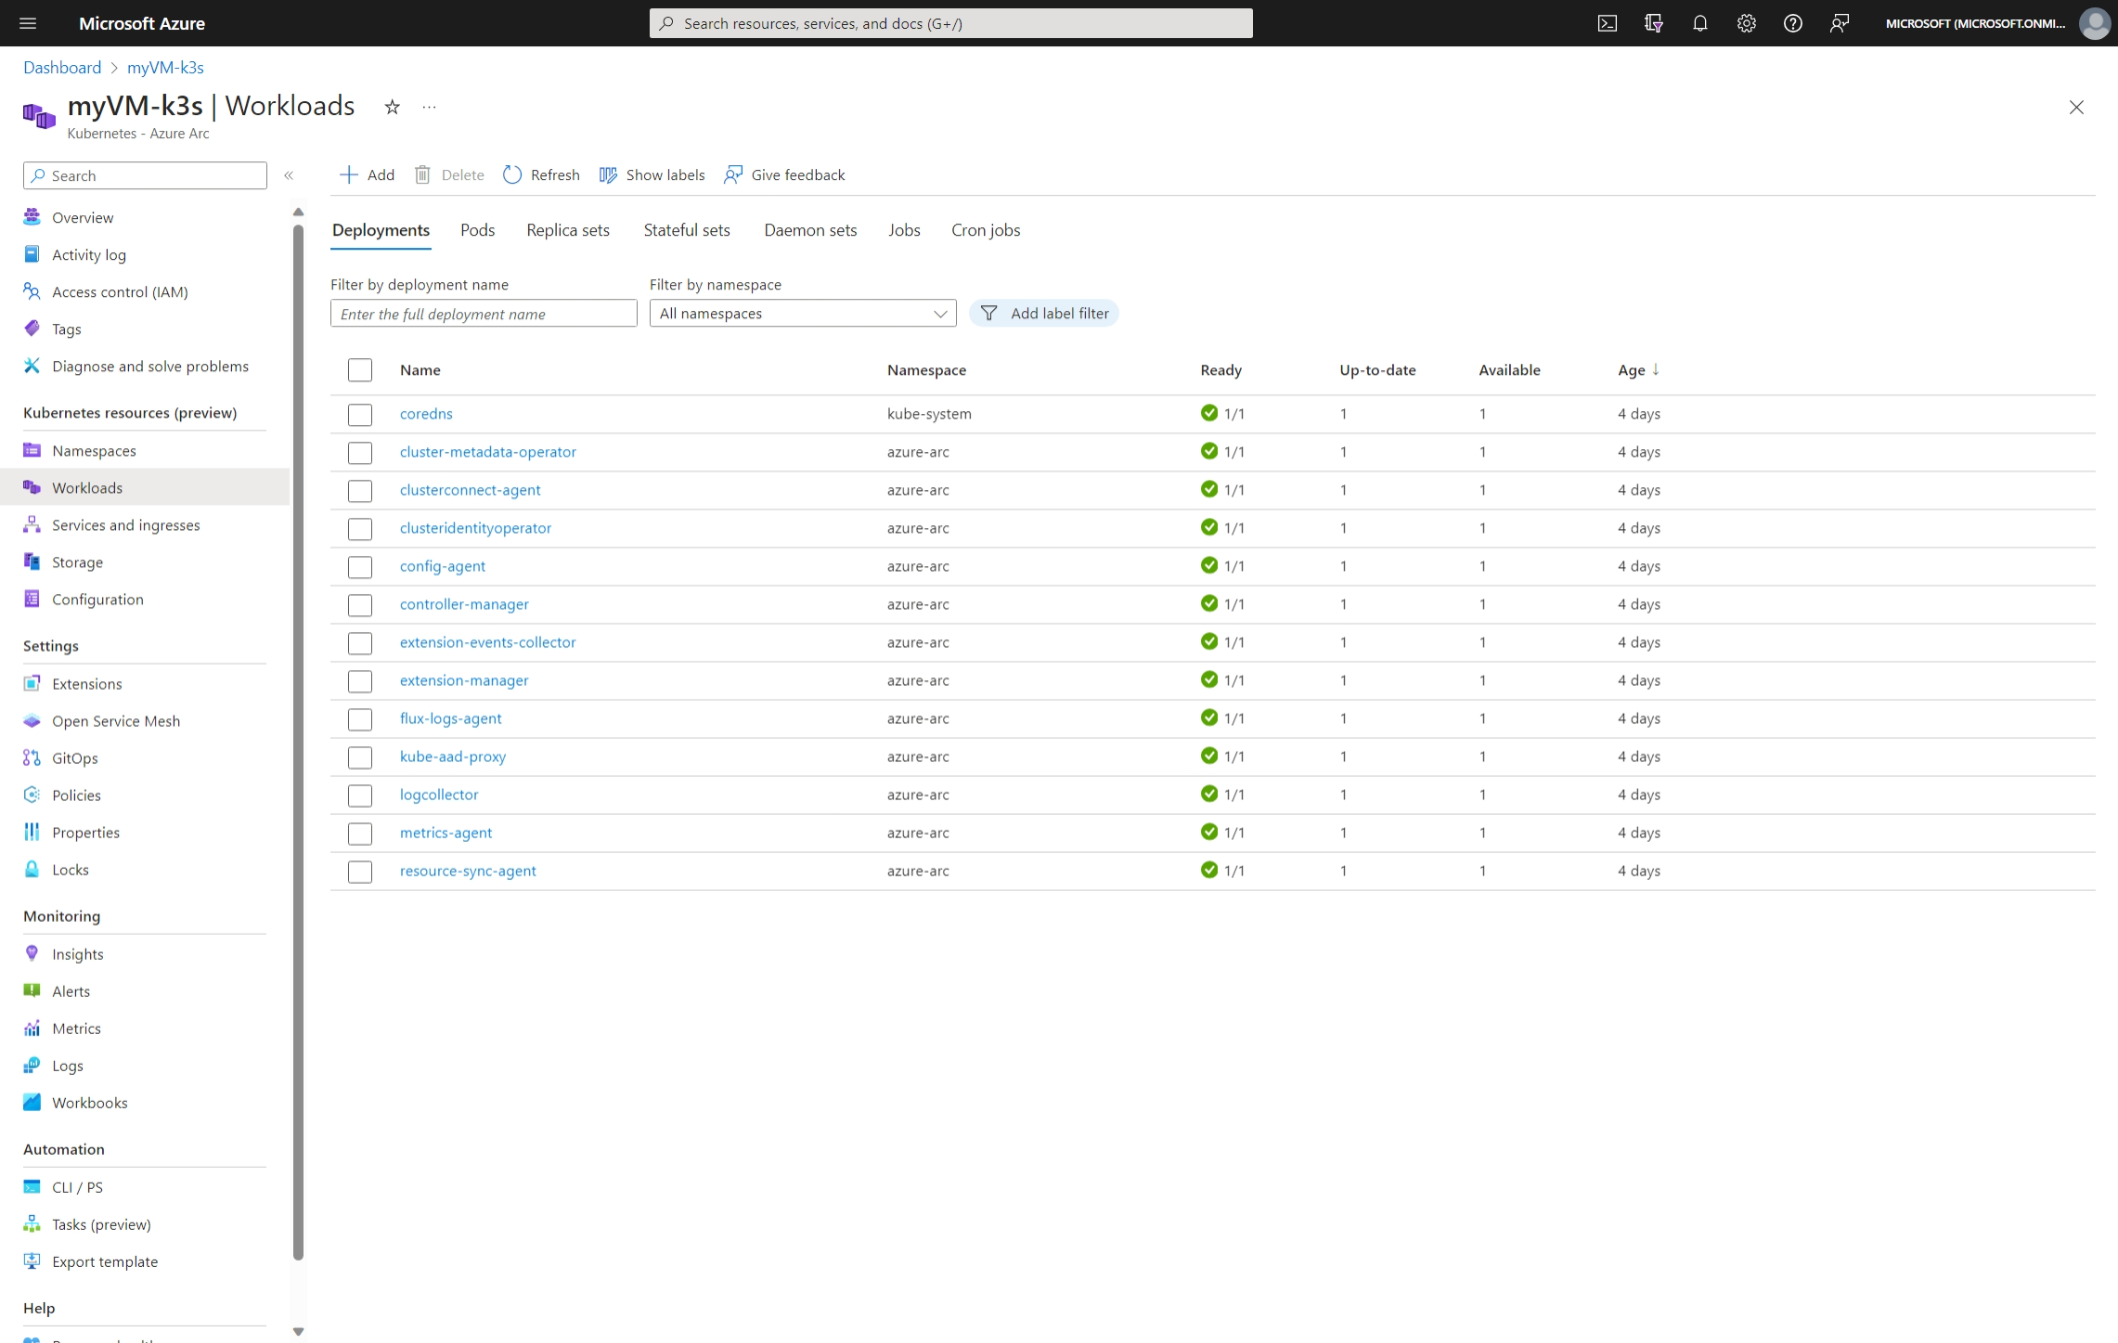 Microsoft Azure
Search resources, services, and docs (G+/)
MICROSOFT (MICROSOFT.ONMI...
Dashboard > myVM-k3s
myVM-k3s | Workloads
Kubernetes - Azure Arc
Search
Overview
Activity log
Access control (IAM)
Tags
Diagnose and solve problems
Kubernetes resources (preview)
Namespaces
Workloads
Services and ingresses
Storage
Configuration
Settings
Extensions
Open Service Mesh
GitOps
Policies
Properties
Locks
Monitoring
Insights
Alerts
Metrics
Logs
Workbooks
Automation
CLI / PS
Tasks (preview)
Export template
Help
Add Delete Refresh Show labels Give feedback
Deployments Pods Replica sets Stateful sets Daemon sets Jobs Cron jobs
Filter by deployment name Filter by namespace
Enter the full deployment name All namespaces Add label filter
Name Namespace Ready Up-to-date Available Age ↓
coredns kube-system 1/1 1 1 4 days
cluster-metadata-operator azure-arc 1/1 1 1 4 days
clusterconnect-agent azure-arc 1/1 1 1 4 days
clusteridentityoperator azure-arc 1/1 1 1 4 days
config-agent azure-arc 1/1 1 1 4 days
controller-manager azure-arc 1/1 1 1 4 days
extension-events-collector azure-arc 1/1 1 1 4 days
extension-manager azure-arc 1/1 1 1 4 days
flux-logs-agent azure-arc 1/1 1 1 4 days
kube-aad-proxy azure-arc 1/1 1 1 4 days
logcollector azure-arc 1/1 1 1 4 days
metrics-agent azure-arc 1/1 1 1 4 days
resource-sync-agent azure-arc 1/1 1 1 4 days